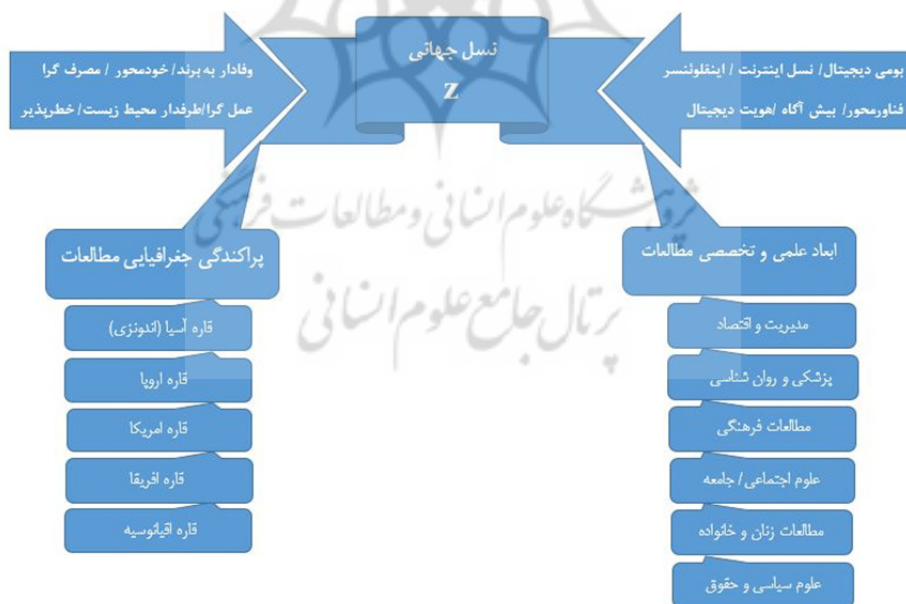 نسل جهانی
Z
بومی دیجیتال/ نسل اینترنت / اینفلوئنسر
فناورمحور/ بیش آگاه /هویت دیجیتال
وفادار به برند/ خودمحور / مصرف گرا
عمل گرا/طرفدار محیط زیست/ خطرپذیر
ابعاد علمی و تخصصی مطالعات
مدیریت و اقتصاد
پزشکی و روان شناسی
مطالعات فرهنگی
علوم اجتماعی/ جامعه
مطالعات زنان و خانواده
علوم سیاسی و حقوق
پراکندگی جغرافیایی مطالعات
قاره آسیا (اندونزی)
قاره اروپا
قاره امریکا
قاره افریقا
قاره اقیانوسیه
پژوهشگاه علوم انسانی و مطالعات فرهنگی
پرتال جامع علوم انسانی